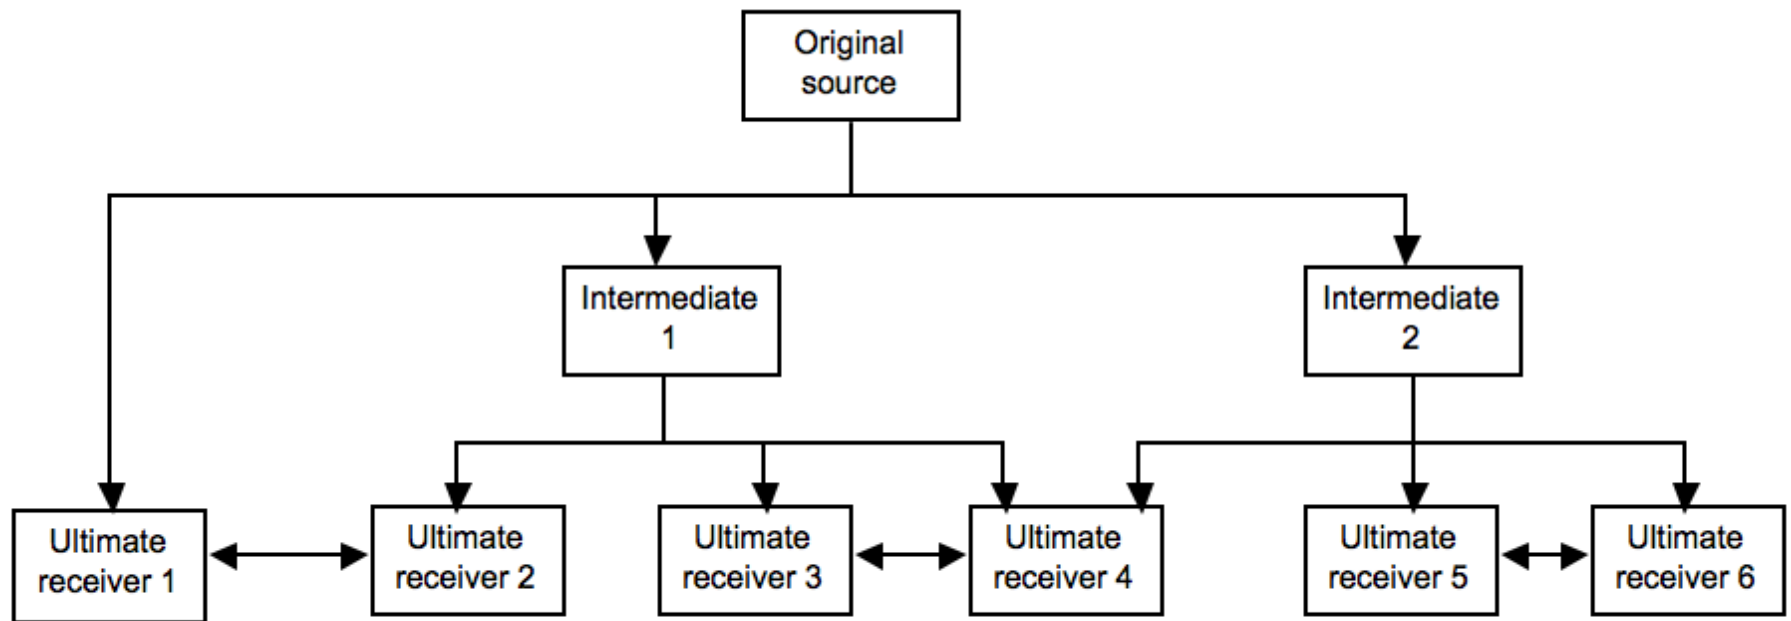 Original
source
Intermediate
1
Intermediate
2
Ultimate
receiver 1
Ultimate
receiver 2
Ultimate
receiver 3
Ultimate
receiver 4
Ultimate
receiver 5
Ultimate
receiver 6